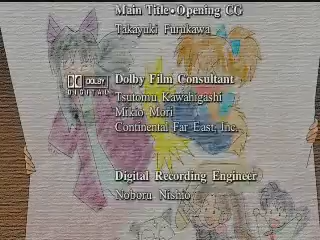 Main Title•Opening CG
Takayuki Furukawa
DOLBY
DIGITAL
Dolby Film Consultant
Tsutomu Kawahigashi
Mikio Mori
Continental Far East, Inc.
Digital Recording Engineer
Noboru Nishio